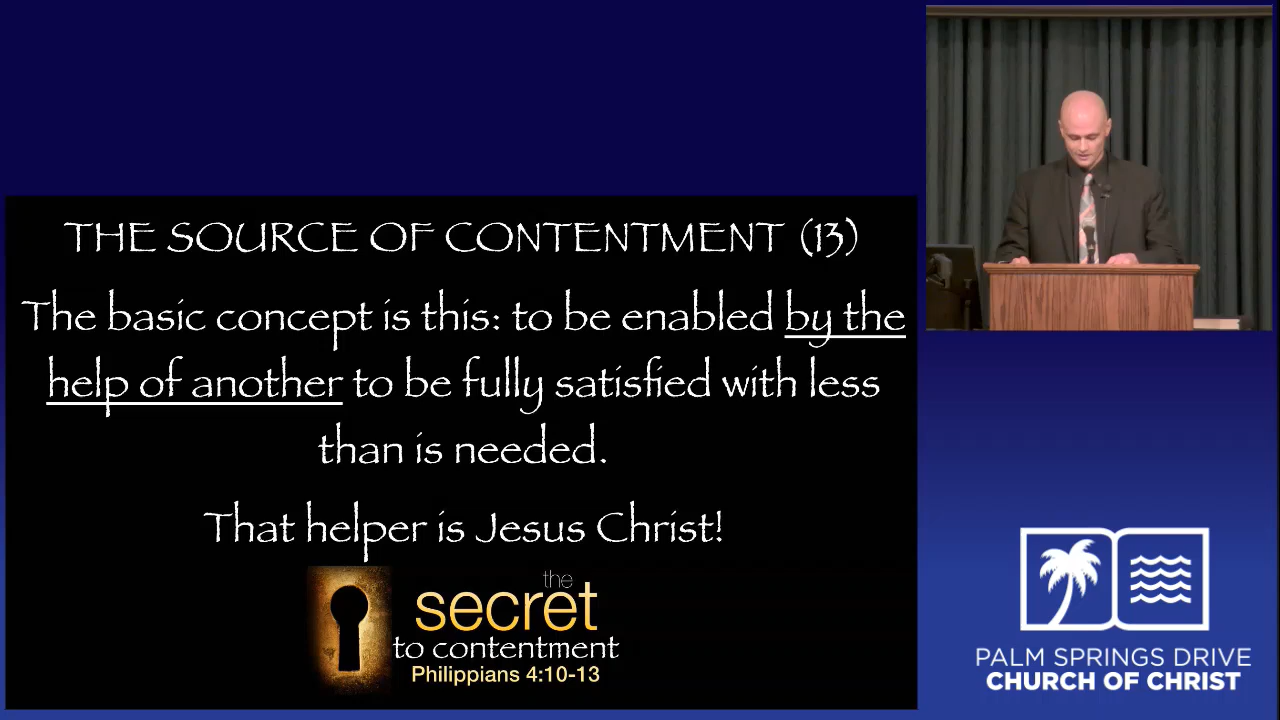 THE SOURCE OF CONTENTMENT (13)
The basic concept is this: to be enabled by the
help of another to be fully satisfied with less
than is needed.
That helper is Jesus Christ!
the
secret
to contentment
Philippians 4:10-13
PALM SPRINGS DRIVE
CHURCH OF CHRIST